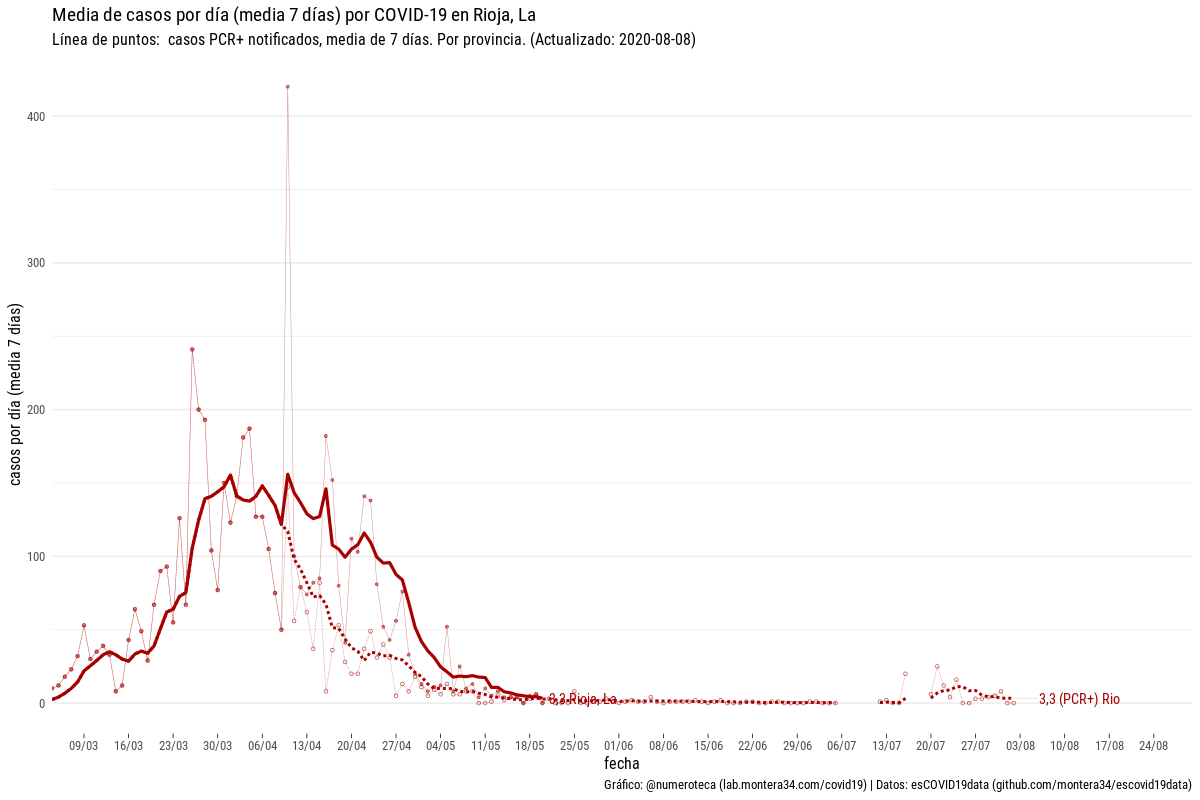 Media de casos por día (media 7 días) por COVID-19 en Rioja, La
Línea de puntos:  casos PCR+ notificados, media de 7 días. Por provincia. (Actualizado: 2020-08-08)
casos por día (media 7 días)
400
300
200
100
0
Rioja, La
3,3 (PCR+) Rio
09/03 16/03 23/03 30/03 06/04 13/04 20/04 27/04 04/05 11/05 18/05 25/05 01/06 08/06 15/06 22/06 29/06 06/07 13/07 20/07 27/07 03/08 10/08 17/08 24/08
fecha
Gráfico: @numeroteca (lab.montera34.com/covid19) | Datos: esCOVID19data (github.com/montera34/escovid19data)